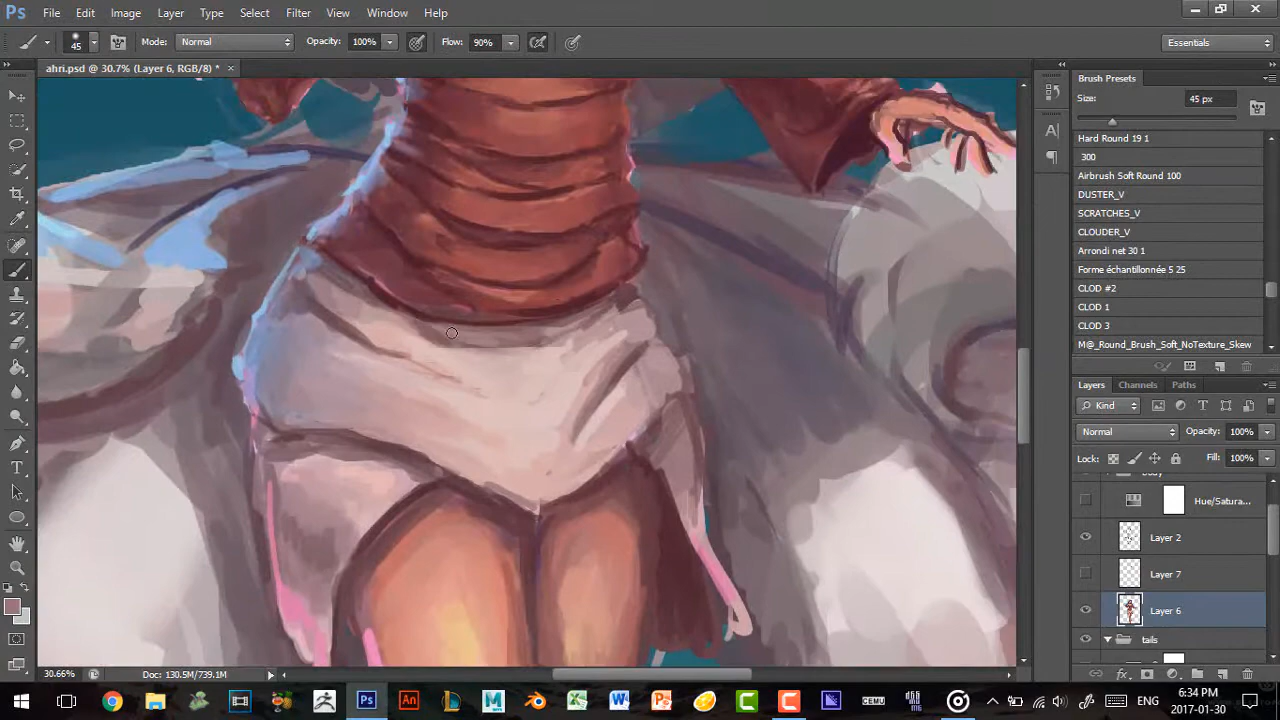 Ps File Edit Image Layer Type Select Filter View Window Help
45 Mode: Normal Opacity: 100% Flow: 90% Essentials
ahri.psd @ 30.7% (Layer 6, RGB/8) * ×
Brush Presets
Size: 45 px
Hard Round 19 1
300
Airbrush Soft Round 100
DUSTER_V
SCRATCHES_V
CLOUDER_V
Arrondi net 30 1
Forme échantillonnée 5 25
CLOD #2
CLOD 1
CLOD 3
M@_Round_Brush_Soft_NoTexture_Skew
Layers Channels Paths
Kind
Normal Opacity: 100%
Lock: Fill: 100%
Hue/Satura...
Layer 2
Layer 7
Layer 6
tails
30.66% Doc: 130.5M/739.1M
ENG 6:34 PM
2017-01-30